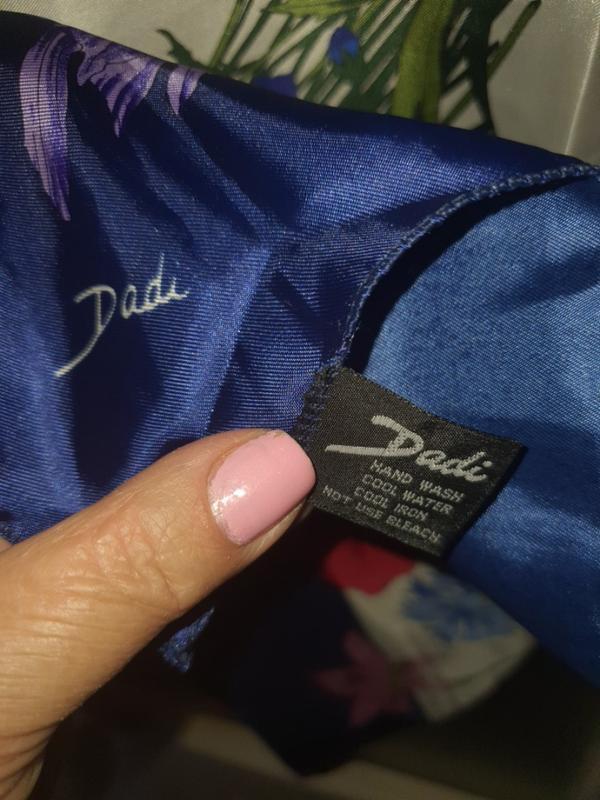 Dadi
Dadi
HAND WASH
COOL WATER
COOL IRON
NOT USE BLEACH